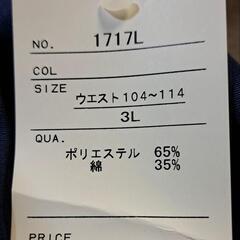 NO. 1717L
COL
SIZE
ウエスト104～114
3L
QUA.
ポリエステル 65%
綿 35%
PRICE